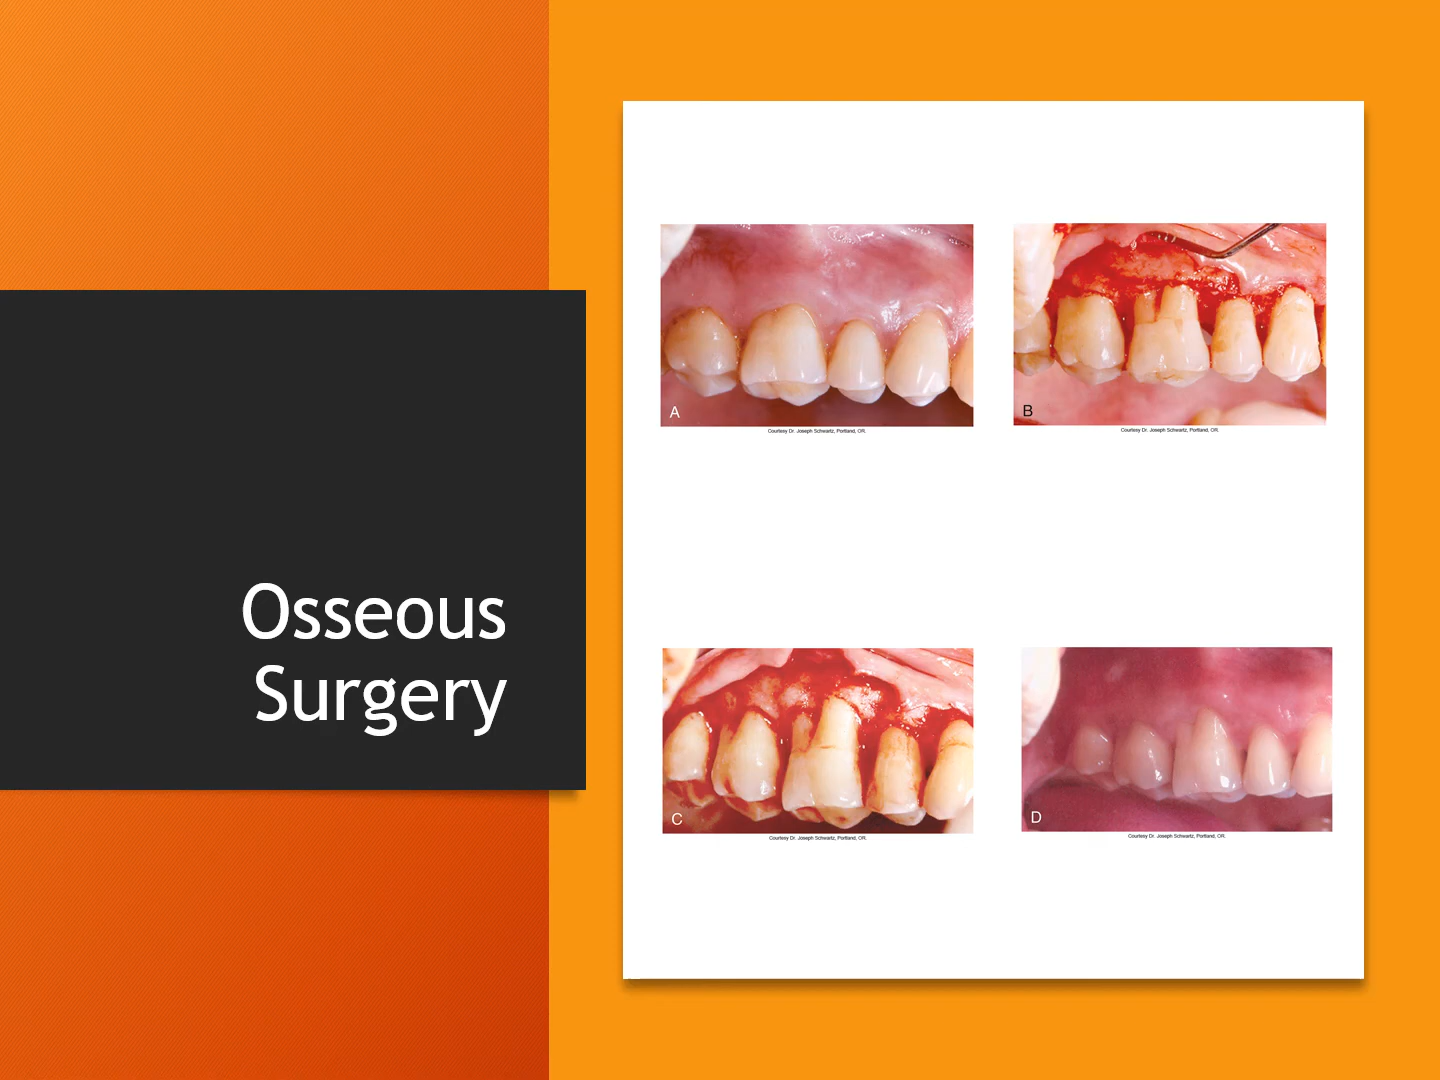 Osseous
Surgery
A
Courtesy Dr. Joseph Schwartz, Portland, OR.
B
Courtesy Dr. Joseph Schwartz, Portland, OR.
C
Courtesy Dr. Joseph Schwartz, Portland, OR.
D
Courtesy Dr. Joseph Schwartz, Portland, OR.